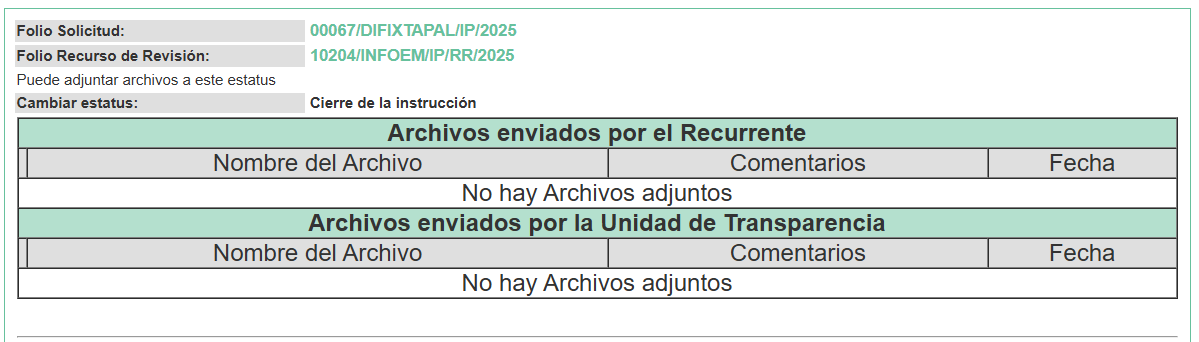 Folio Solicitud: 00067/DIFIXTAPAL/IP/2025
Folio Recurso de Revisión: 10204/INFOEM/IP/RR/2025
Puede adjuntar archivos a este estatus
Cambiar estatus: Cierre de la instrucción
Archivos enviados por el Recurrente
Nombre del Archivo Comentarios Fecha
No hay Archivos adjuntos
Archivos enviados por la Unidad de Transparencia
Nombre del Archivo Comentarios Fecha
No hay Archivos adjuntos